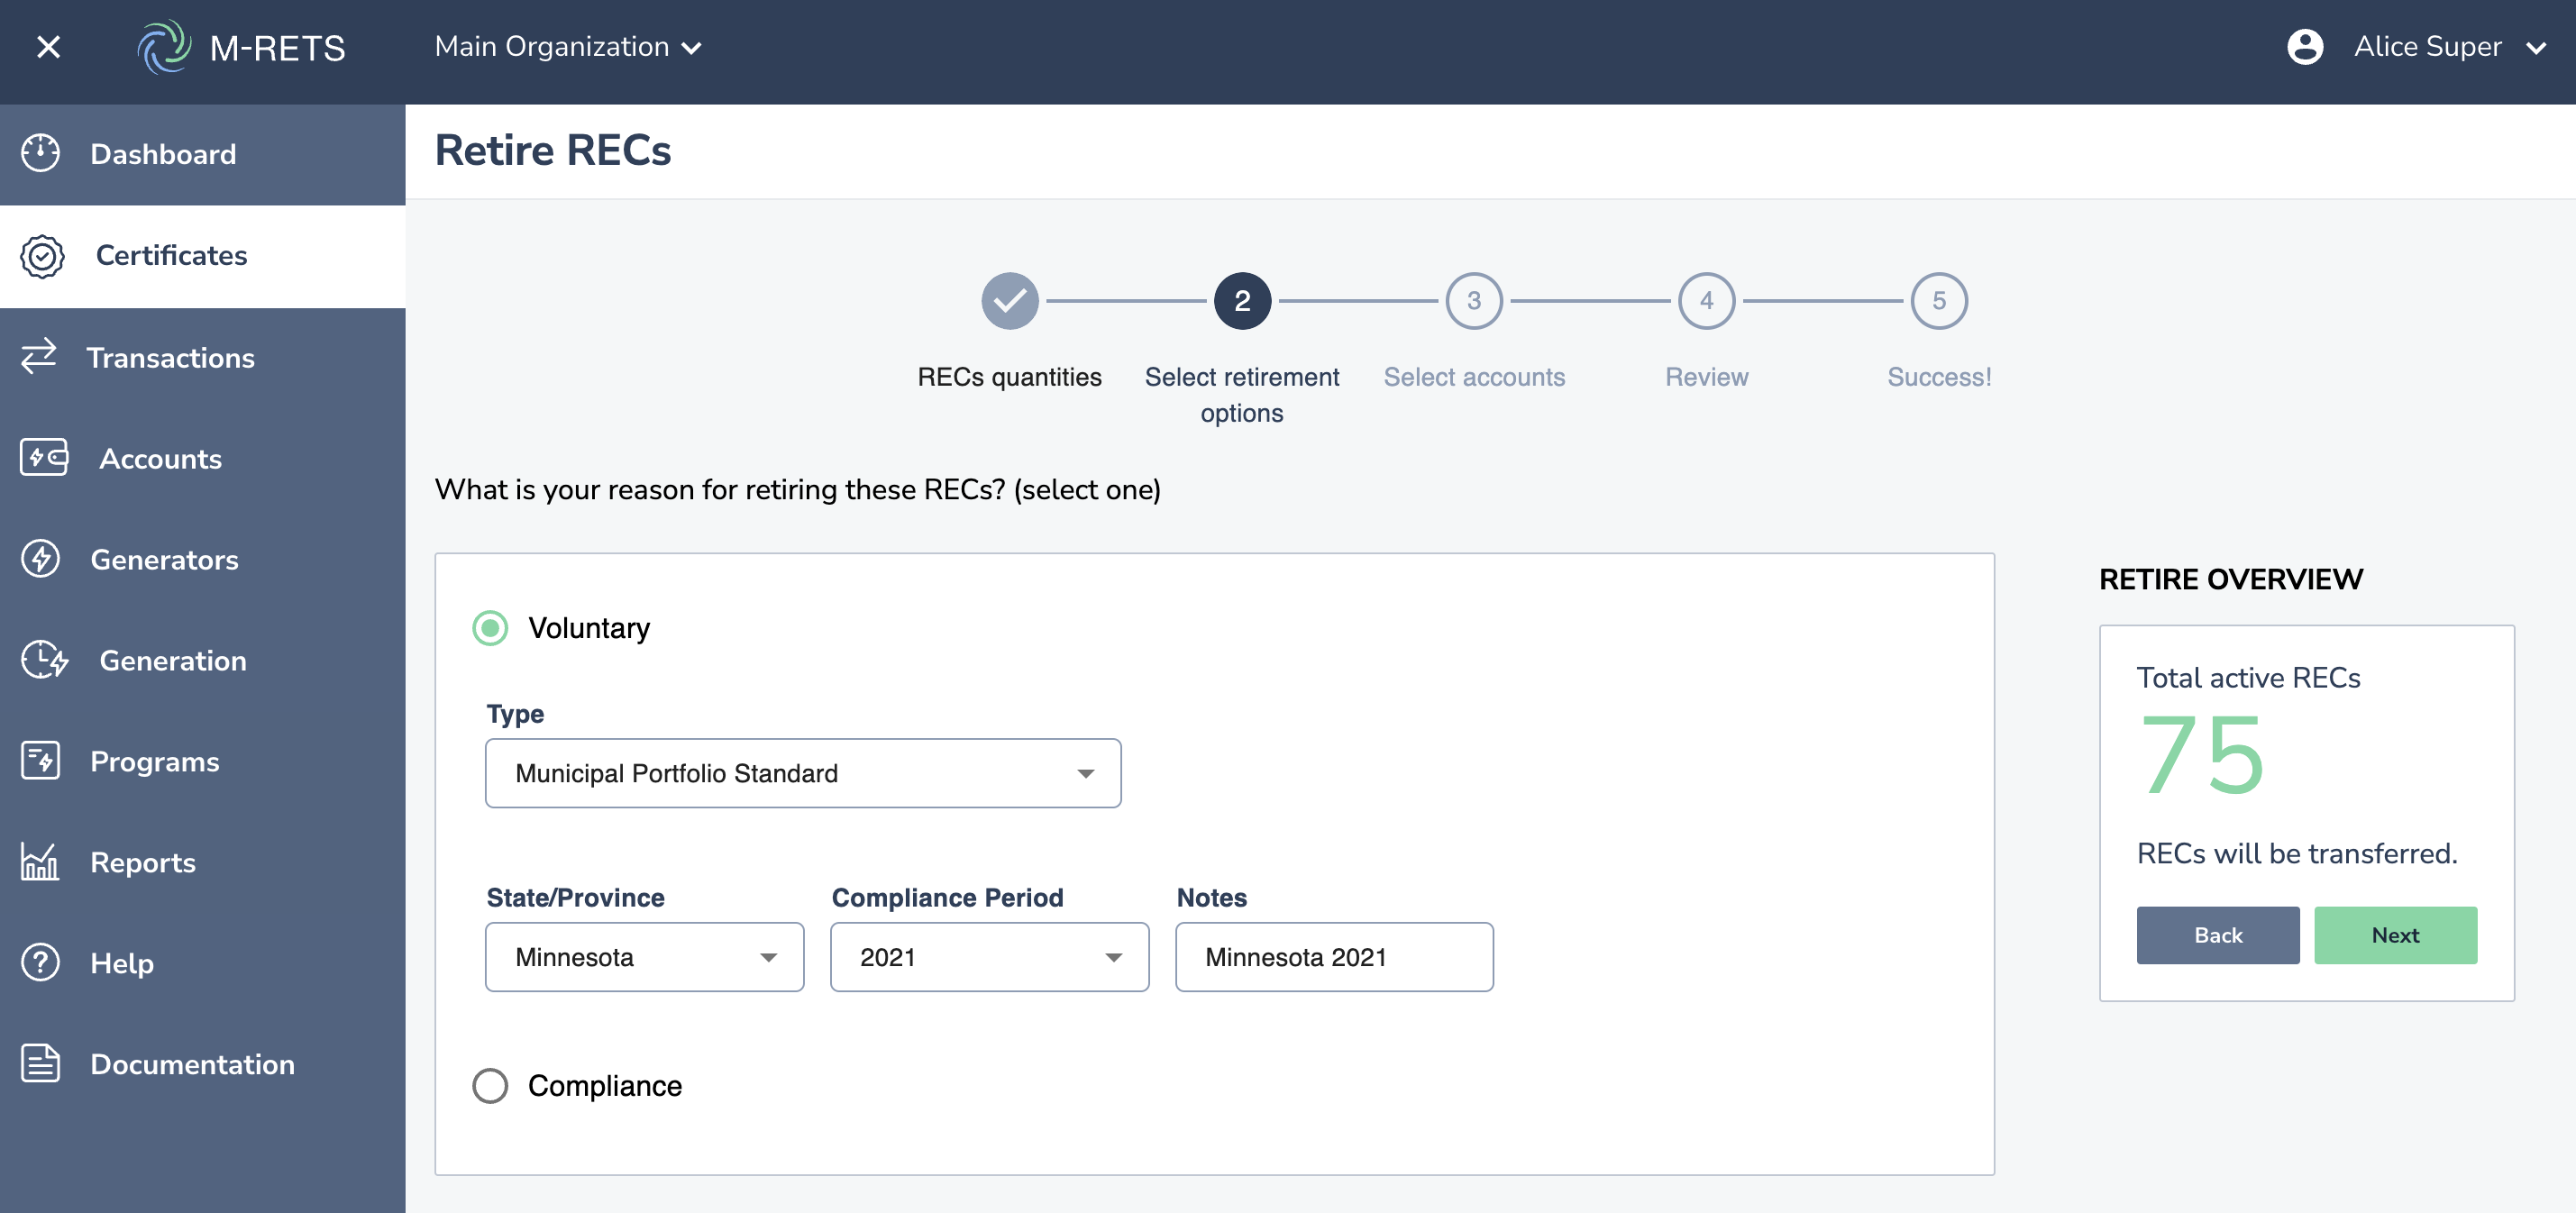 M-RETS
Main Organization
Alice Super
Dashboard
Certificates
Transactions
Accounts
Generators
Generation
Programs
Reports
Help
Documentation
Retire RECs
2
3
4
5
RECs quantities
Select retirement
options
Select accounts
Review
Success!
What is your reason for retiring these RECs? (select one)
Voluntary
Type
Municipal Portfolio Standard
State/Province
Compliance Period
Notes
Minnesota
2021
Minnesota 2021
Compliance
RETIRE OVERVIEW
Total active RECs
75
RECs will be transferred.
Back
Next